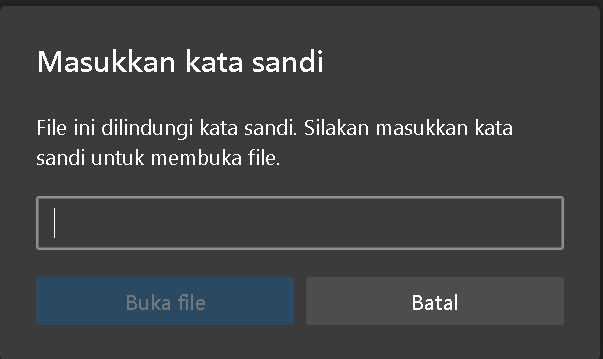 Masukkan kata sandi
File ini dilindungi kata sandi. Silakan masukkan kata
sandi untuk membuka file.
Buka file
Batal